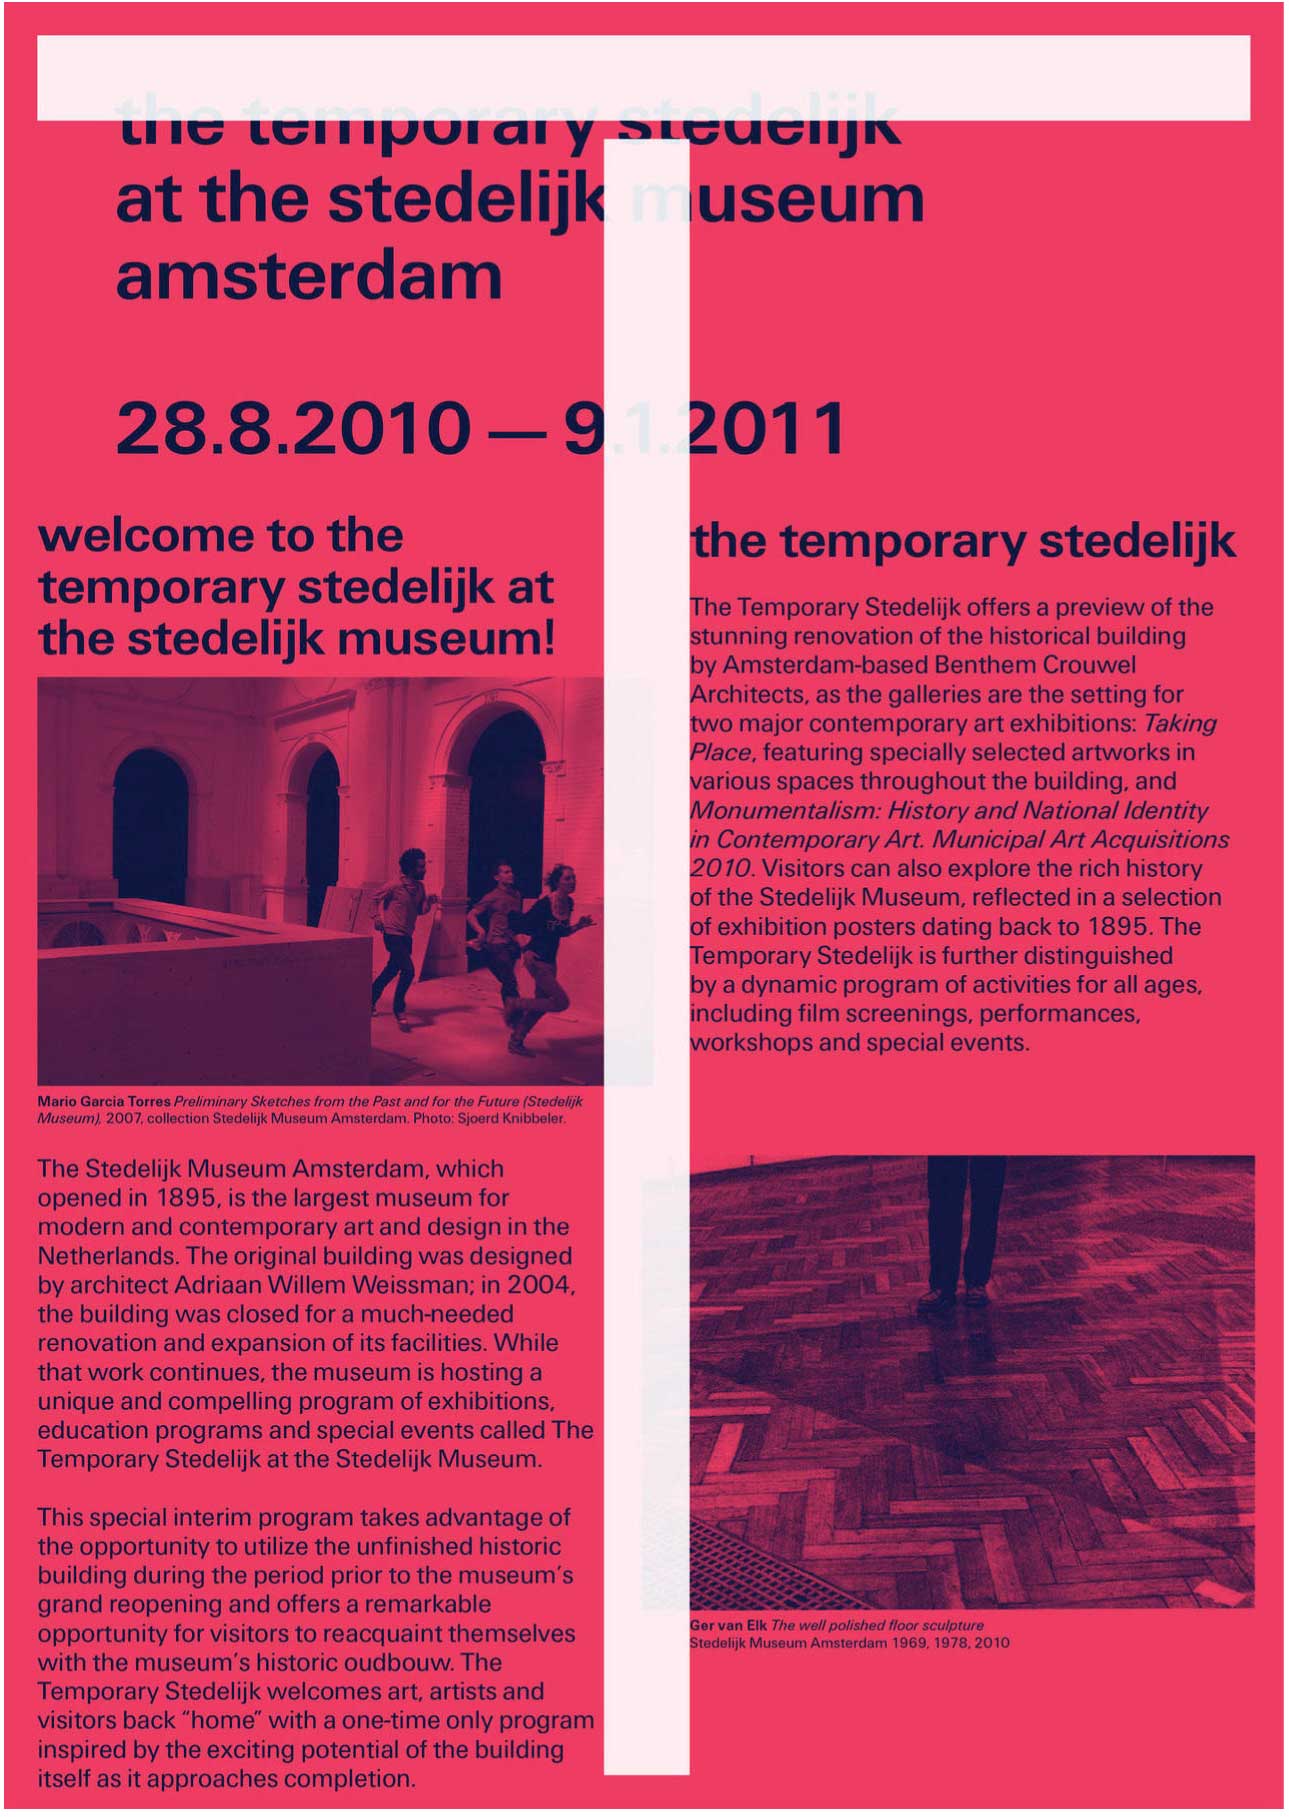 the temporary stedelijk
at the stedelijk museum
amsterdam
28.8.2010 — 9.1.2011
welcome to the
temporary stedelijk at
the stedelijk museum!
Mario Garcia Torres Preliminary Sketches from the Past and for the Future (Stedelijk
Museum), 2007, collection Stedelijk Museum Amsterdam. Photo: Sjoerd Knibbeler.
The Stedelijk Museum Amsterdam, which
opened in 1895, is the largest museum for
modern and contemporary art and design in the
Netherlands. The original building was designed
by architect Adriaan Willem Weissman; in 2004,
the building was closed for a much-needed
renovation and expansion of its facilities. While
that work continues, the museum is hosting a
unique and compelling program of exhibitions,
education programs and special events called The
Temporary Stedelijk at the Stedelijk Museum.
This special interim program takes advantage of
the opportunity to utilize the unfinished historic
building during the period prior to the museum's
grand reopening and offers a remarkable
opportunity for visitors to reacquaint themselves
with the museum's historic oudbouw. The
Temporary Stedelijk welcomes art, artists and
visitors back “home” with a one-time only program
inspired by the exciting potential of the building
itself as it approaches completion.
the temporary stedelijk
The Temporary Stedelijk offers a preview of the
stunning renovation of the historical building
by Amsterdam-based Benthem Crouwel
Architects, as the galleries are the setting for
two major contemporary art exhibitions: Taking
Place, featuring specially selected artworks in
various spaces throughout the building, and
Monumentalism: History and National Identity
in Contemporary Art. Municipal Art Acquisitions
2010. Visitors can also explore the rich history
of the Stedelijk Museum, reflected in a selection
of exhibition posters dating back to 1895. The
Temporary Stedelijk is further distinguished
by a dynamic program of activities for all ages,
including film screenings, performances,
workshops and special events.
Ger van Elk The well polished floor sculpture
Stedelijk Museum Amsterdam 1969, 1978, 2010